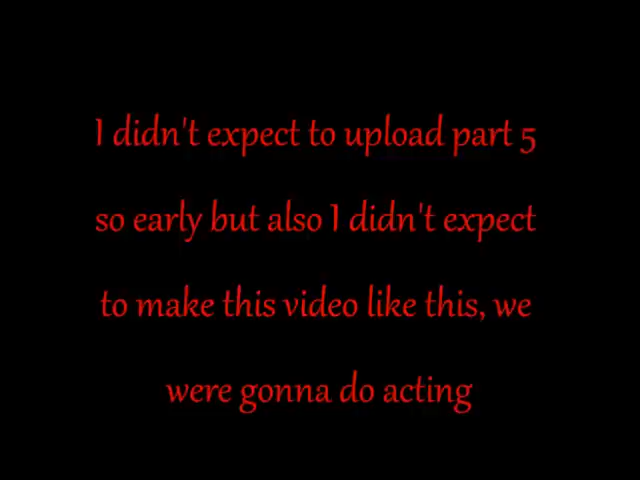 I didn't expect to upload part 5
so early but also I didn't expect
to make this video like this, we
were gonna do acting